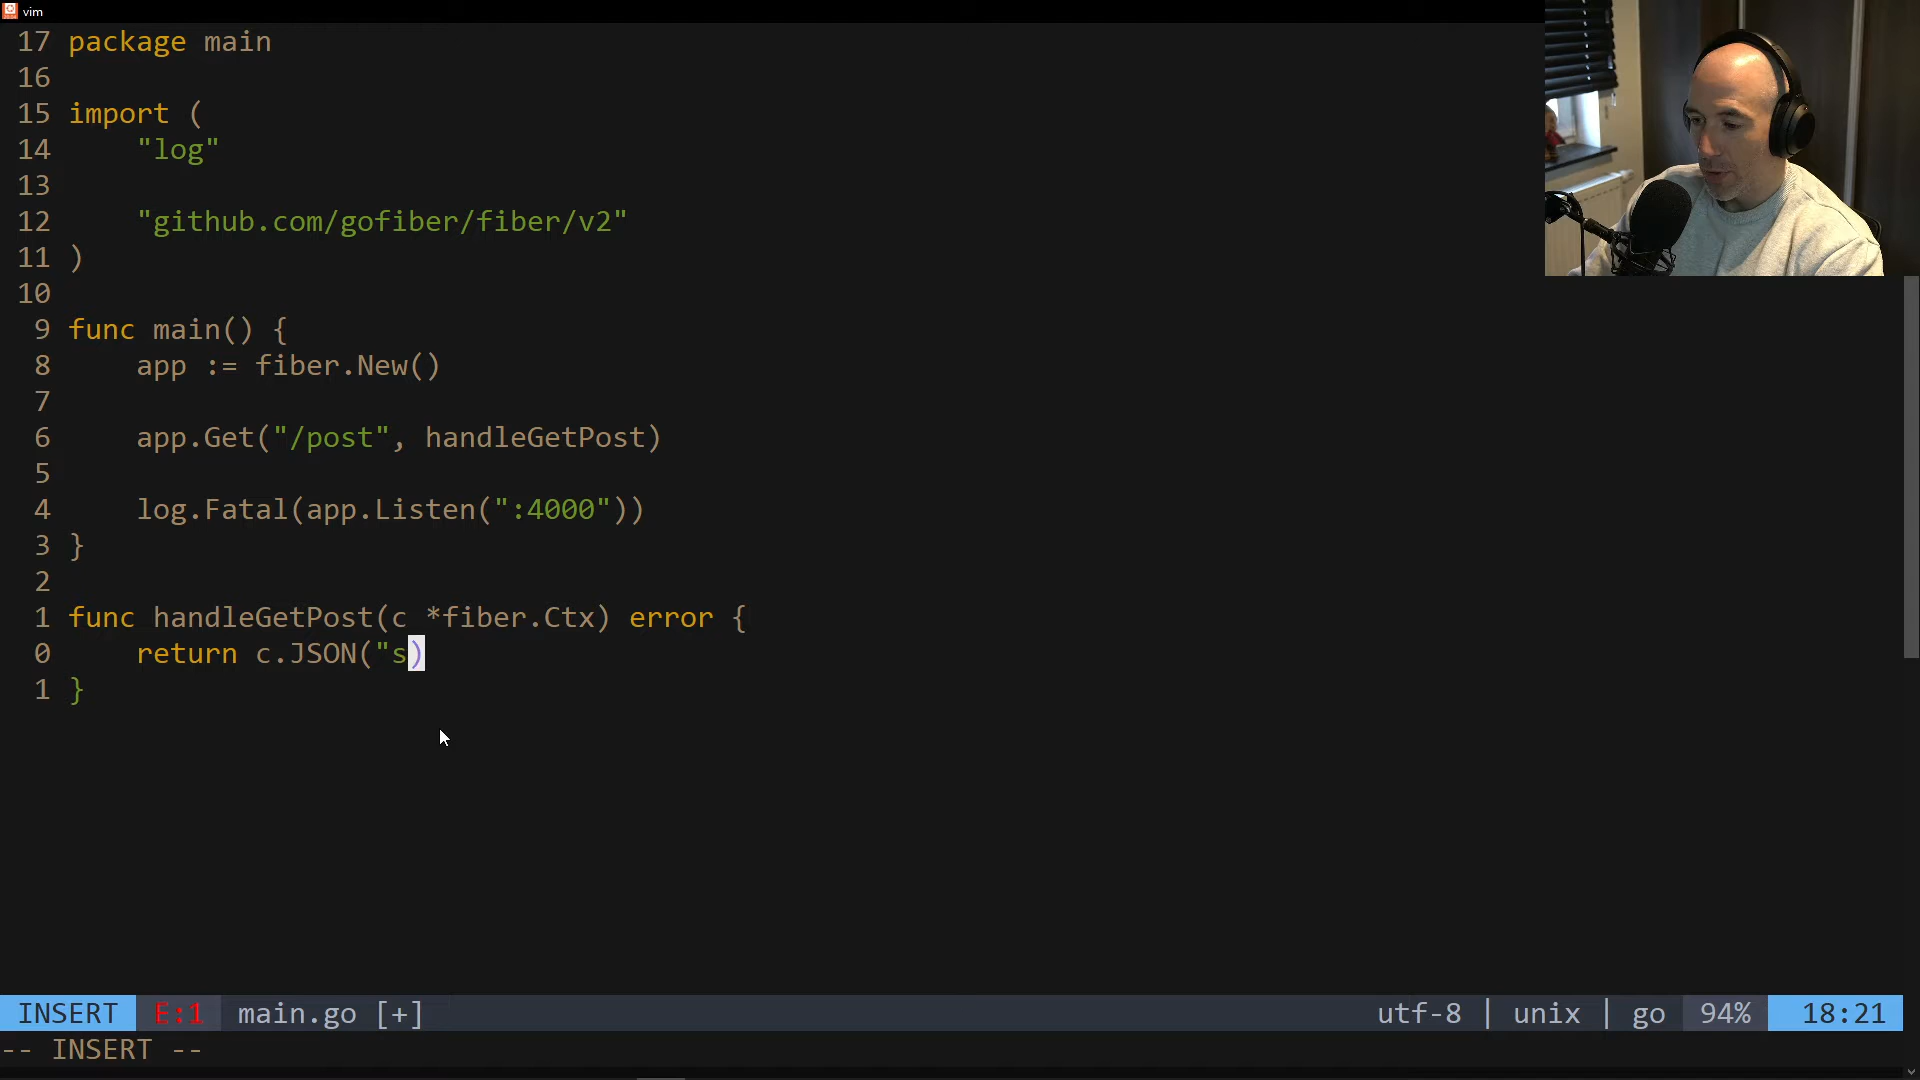 vim
17 package main
16
15 import (
14 "log"
13
12 "github.com/gofiber/fiber/v2"
11 )
10
9 func main() {
8 app := fiber.New()
7
6 app.Get("/post", handleGetPost)
5
4 log.Fatal(app.Listen(":4000"))
3 }
2
1 func handleGetPost(c *fiber.Ctx) error {
0 return c.JSON("s)
1 }
INSERT E:1 main.go [+] utf-8 | unix | go 94% 18:21
-- INSERT --